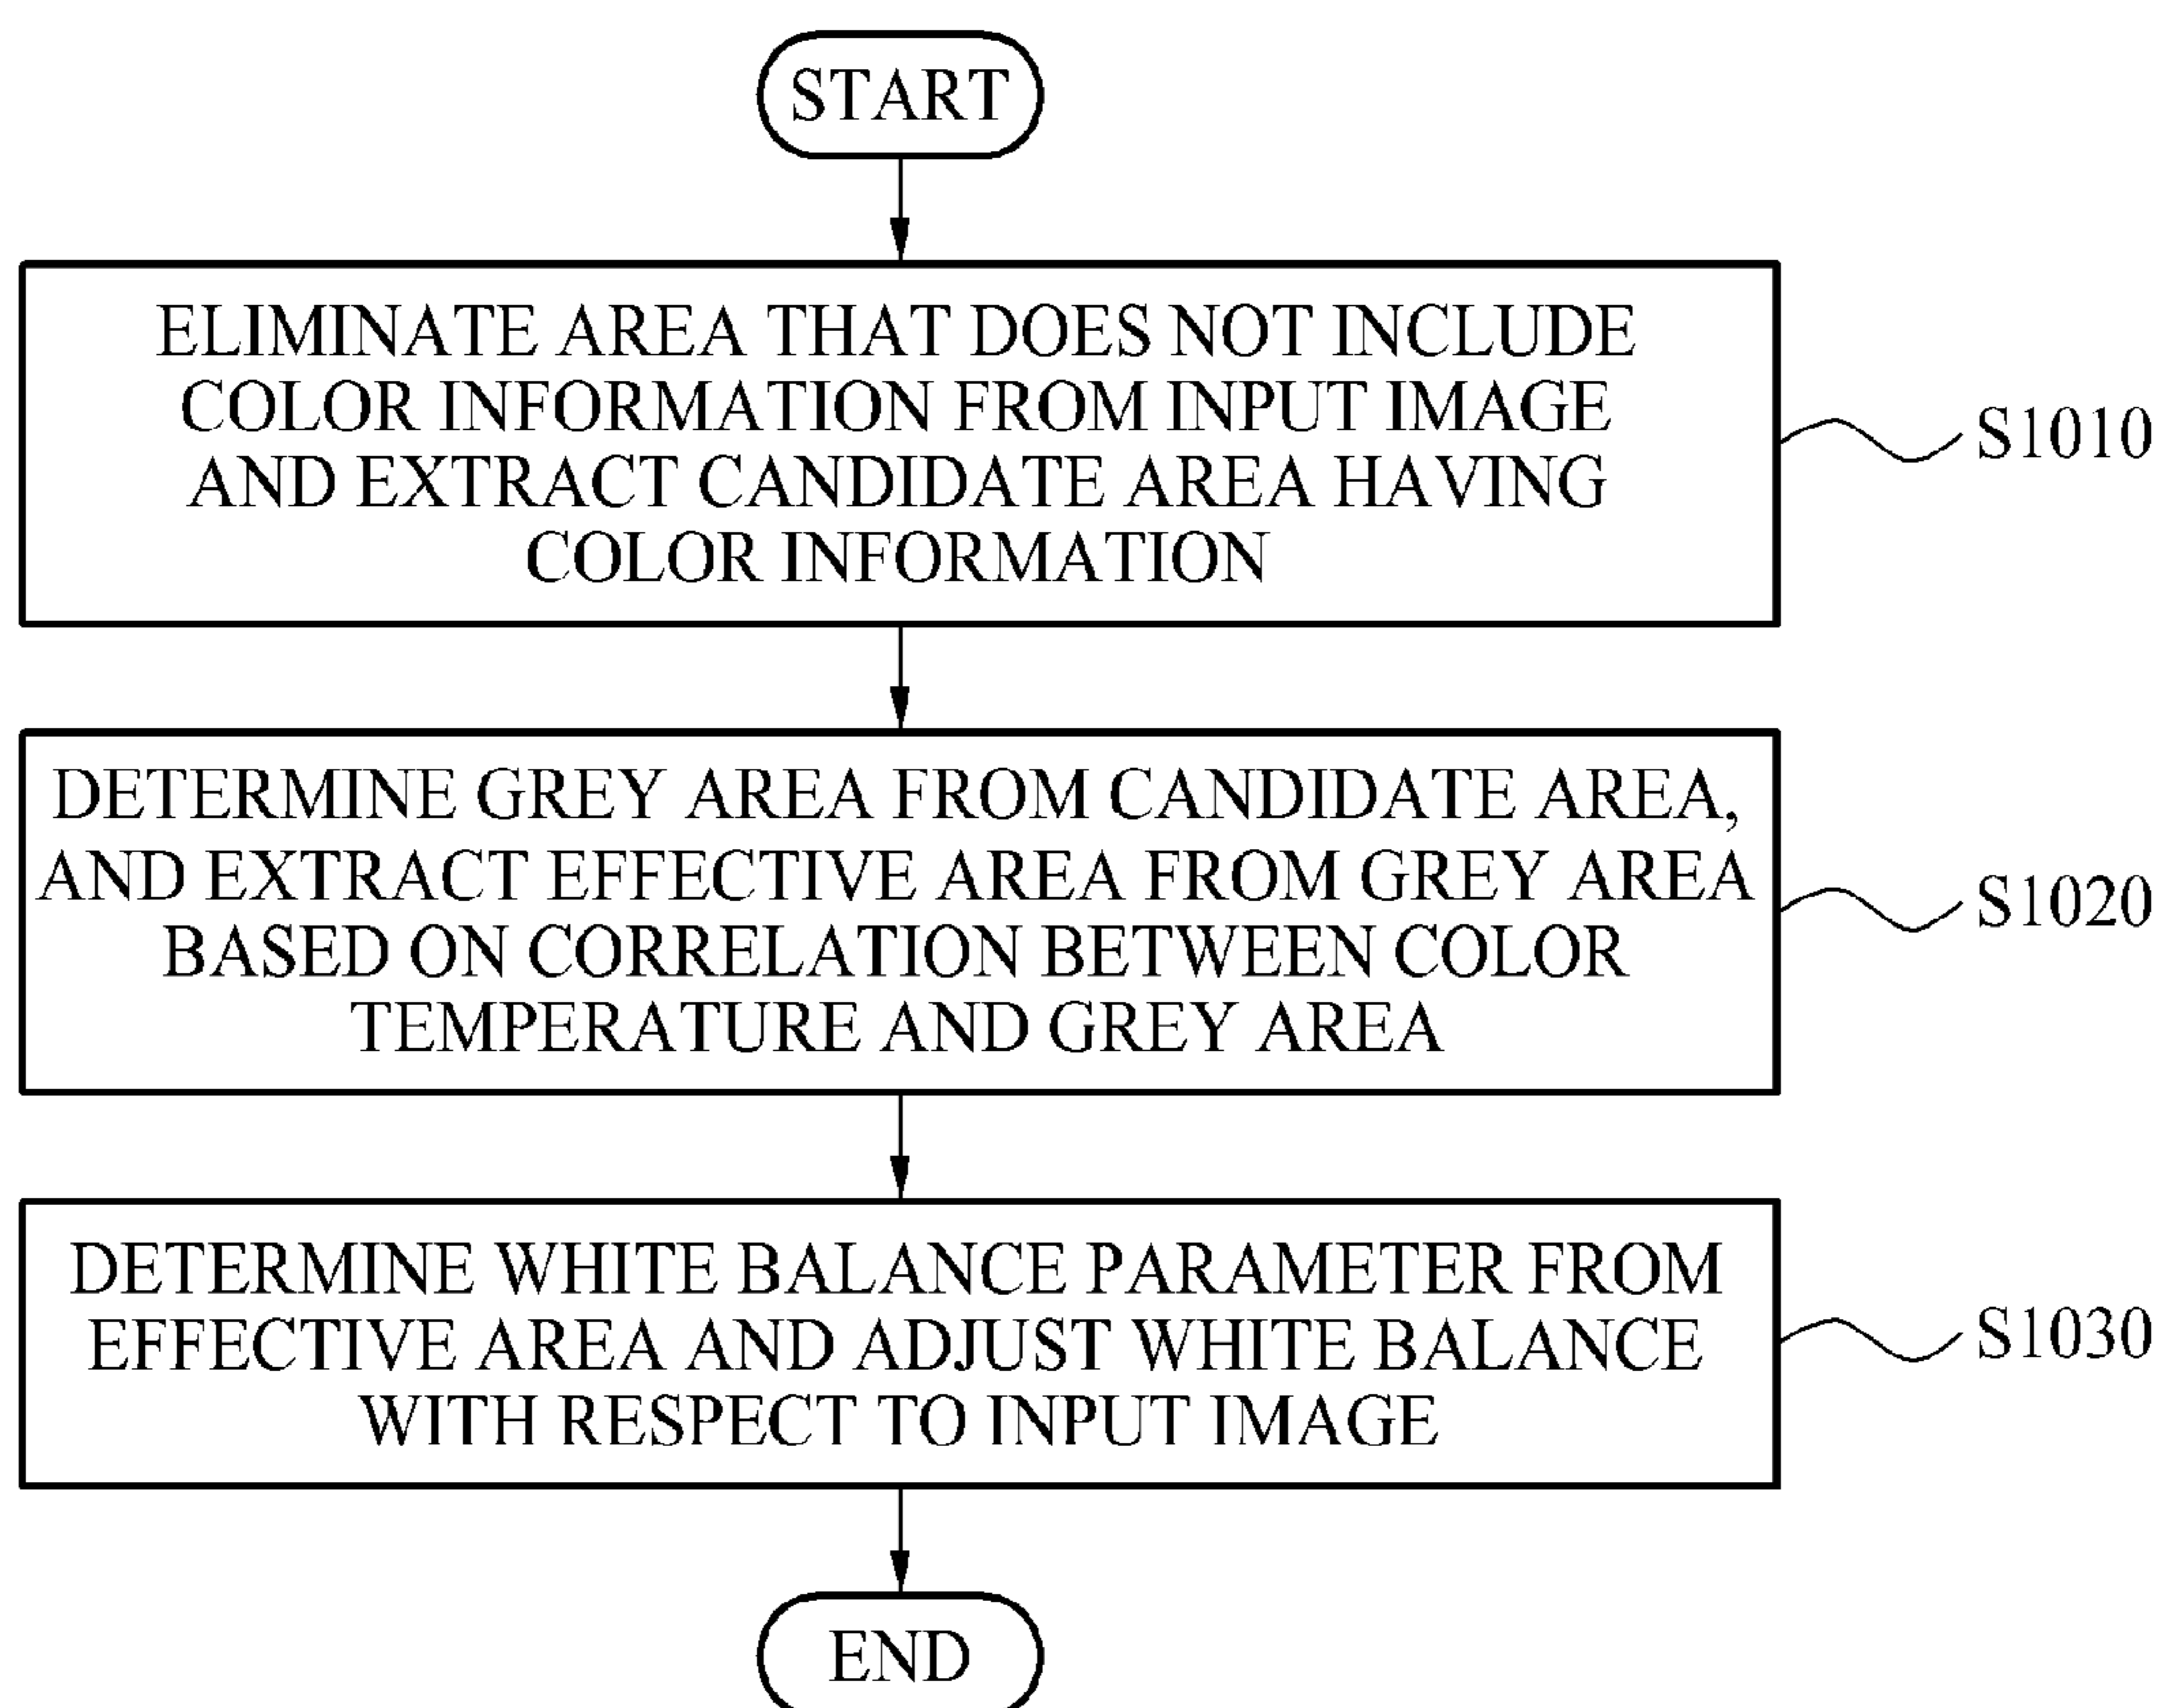 START
ELIMINATE AREA THAT DOES NOT INCLUDE
COLOR INFORMATION FROM INPUT IMAGE
AND EXTRACT CANDIDATE AREA HAVING
COLOR INFORMATION
S1010
DETERMINE GREY AREA FROM CANDIDATE AREA,
AND EXTRACT EFFECTIVE AREA FROM GREY AREA
BASED ON CORRELATION BETWEEN COLOR
TEMPERATURE AND GREY AREA
S1020
DETERMINE WHITE BALANCE PARAMETER FROM
EFFECTIVE AREA AND ADJUST WHITE BALANCE
WITH RESPECT TO INPUT IMAGE
S1030
END